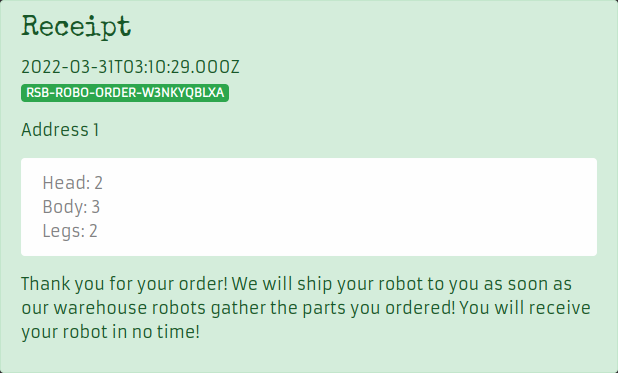 Receipt
2022-03-31T03:10:29.000Z
RSB-ROBO-ORDER-W3NKYQBLXA
Address 1
Head: 2
Body: 3
Legs: 2
Thank you for your order! We will ship your robot to you as soon as
our warehouse robots gather the parts you ordered! You will receive
your robot in no time!